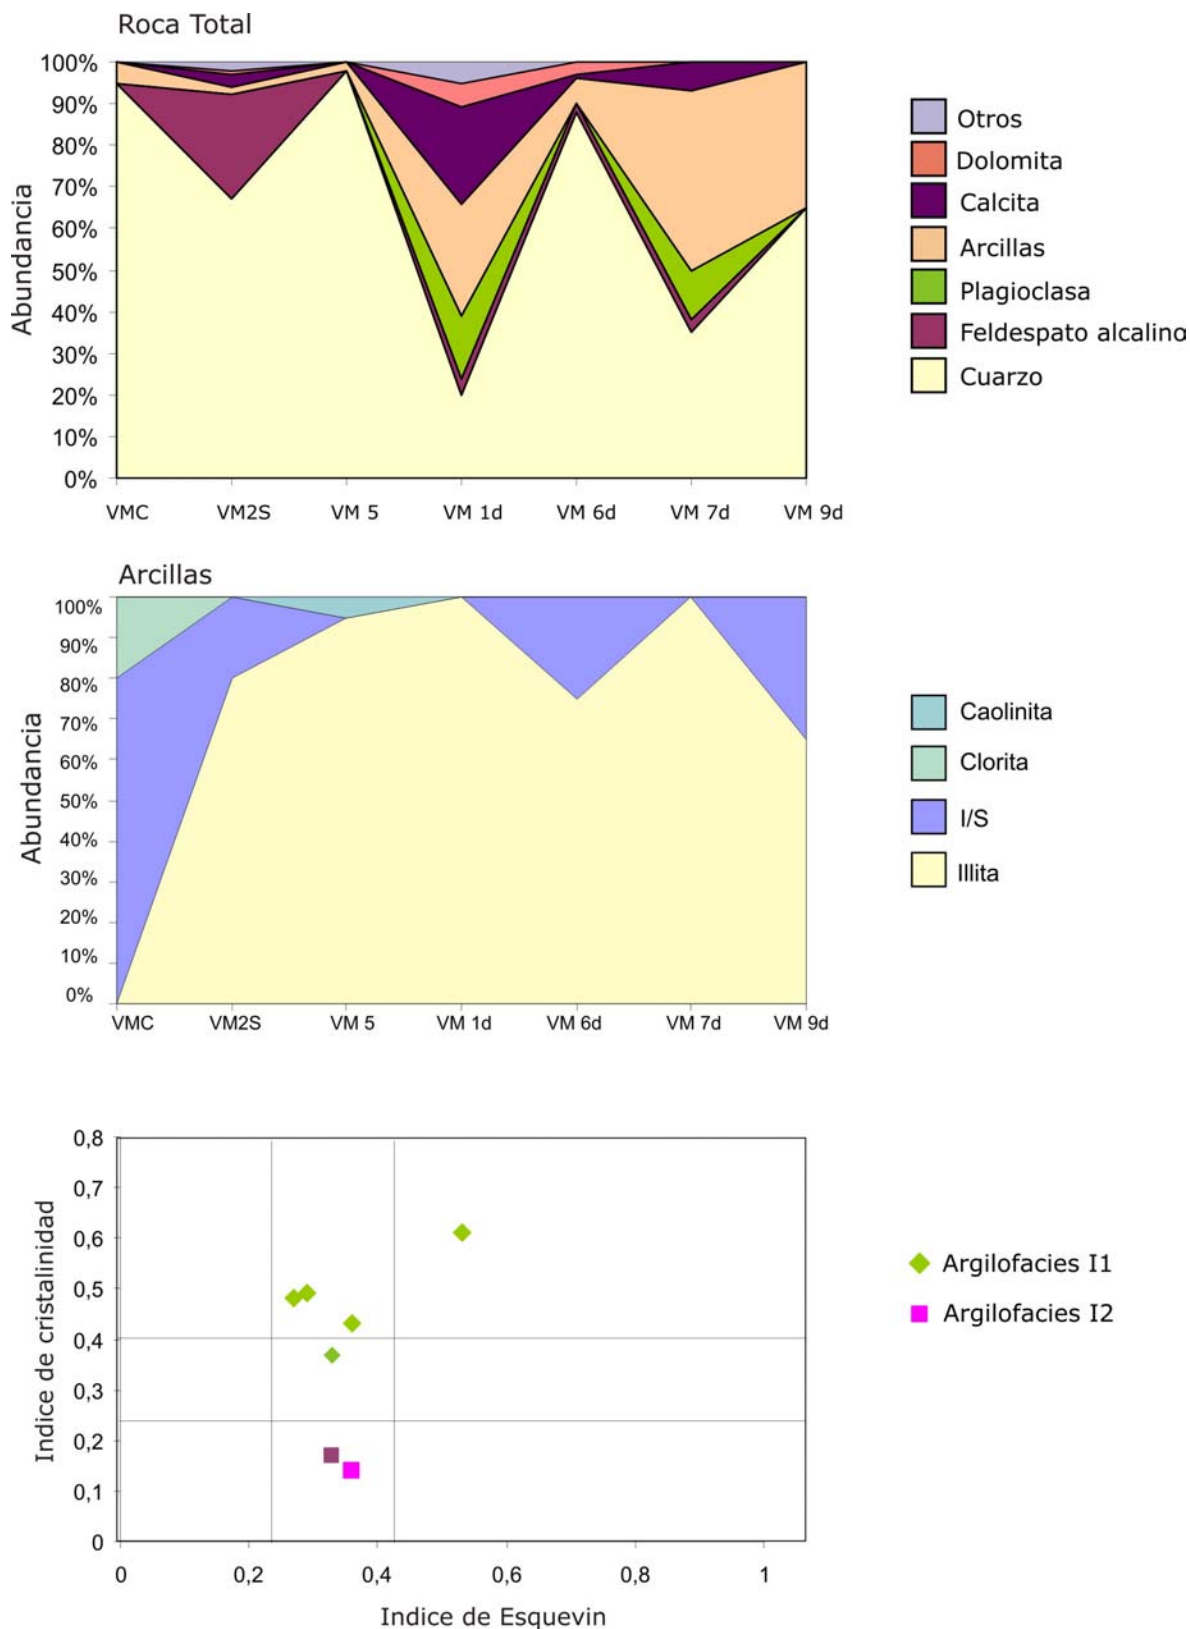 Roca Total
Abundancia
100%
90%
80%
70%
60%
50%
40%
30%
20%
10%
0%
VMC VM2S VM 5 VM 1d VM 6d VM 7d VM 9d
Otros
Dolomita
Calcita
Arcillas
Plagioclasa
Feldespato alcalino
Cuarzo
Arcillas
Abundancia
100%
90%
80%
70%
60%
50%
40%
30%
20%
10%
0%
VMC VM2S VM 5 VM 1d VM 6d VM 7d VM 9d
Caolinita
Clorita
I/S
Illita
Indice de cristalinidad
0,8
0,7
0,6
0,5
0,4
0,3
0,2
0,1
0
0 0,2 0,4 0,6 0,8 1
Indice de Esquevin
Argilofacies I1
Argilofacies I2